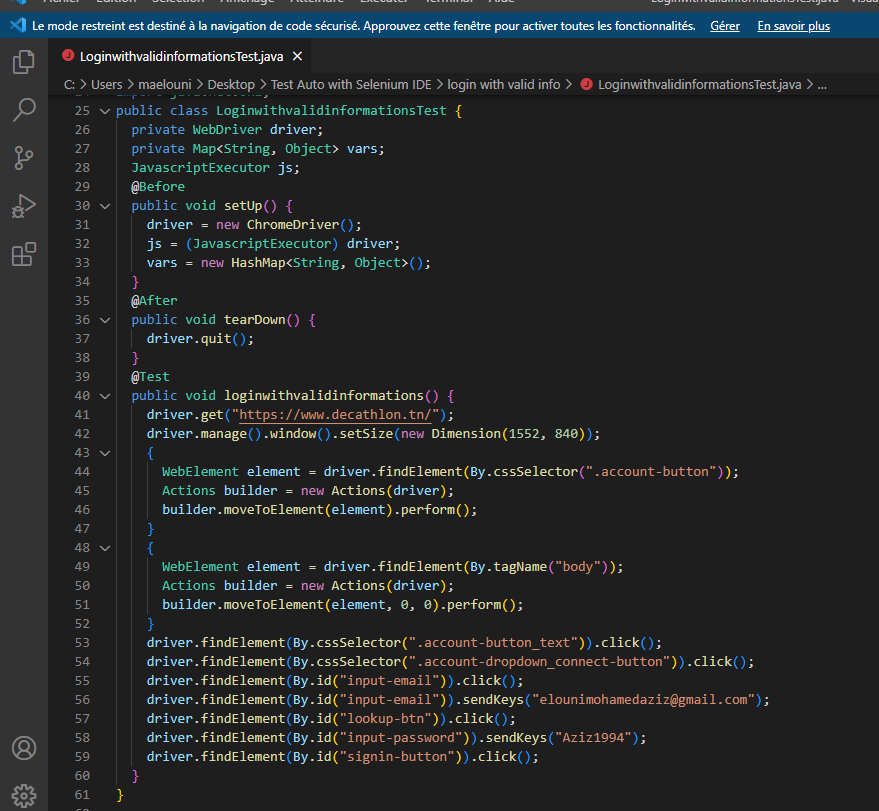 Le mode restreint est destiné à la navigation de code sécurisé. Approuvez cette fenêtre pour activer toutes les fonctionnalités. Gérer En savoir plus
LoginwithvalidinformationsTest.java
C: > Users > maelouni > Desktop > Test Auto with Selenium IDE > login with valid info > LoginwithvalidinformationsTest.java > ...
25 public class LoginwithvalidinformationsTest {
26 private WebDriver driver;
27 private Map<String, Object> vars;
28 JavascriptExecutor js;
29 @Before
30 public void setUp() {
31 driver = new ChromeDriver();
32 js = (JavascriptExecutor) driver;
33 vars = new HashMap<String, Object>();
34 }
35 @After
36 public void tearDown() {
37 driver.quit();
38 }
39 @Test
40 public void loginwithvalidinformations() {
41 driver.get("https://www.decathlon.tn/");
42 driver.manage().window().setSize(new Dimension(1552, 840));
43 {
44 WebElement element = driver.findElement(By.cssSelector(".account-button"));
45 Actions builder = new Actions(driver);
46 builder.moveToElement(element).perform();
47 }
48 {
49 WebElement element = driver.findElement(By.tagName("body"));
50 Actions builder = new Actions(driver);
51 builder.moveToElement(element, 0, 0).perform();
52 }
53 driver.findElement(By.cssSelector(".account-button_text")).click();
54 driver.findElement(By.cssSelector(".account-dropdown_connect-button")).click();
55 driver.findElement(By.id("input-email")).click();
56 driver.findElement(By.id("input-email")).sendKeys("elounimohamedaziz@gmail.com");
57 driver.findElement(By.id("lookup-btn")).click();
58 driver.findElement(By.id("input-password")).sendKeys("Aziz1994");
59 driver.findElement(By.id("signin-button")).click();
60 }
61 }